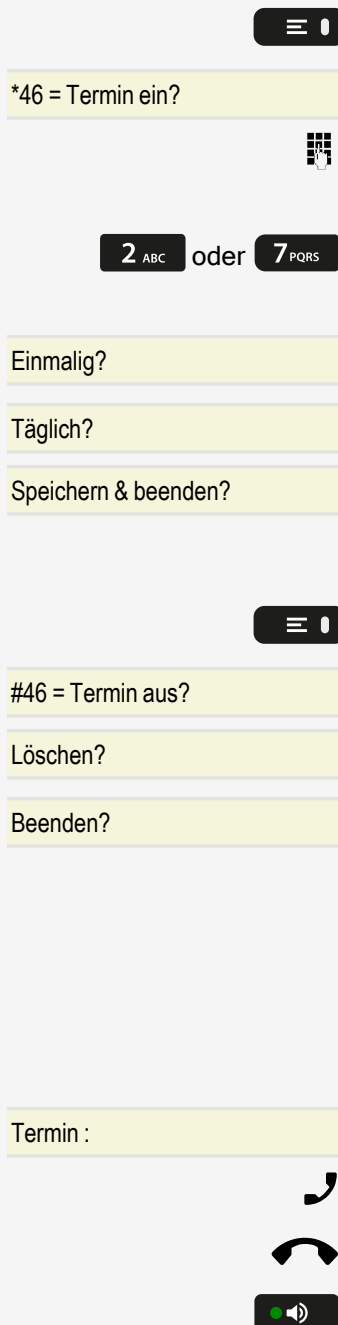 *46 = Termin ein?
2 ABC oder 7 PQRS
Einmalig?
Täglich?
Speichern & beenden?
#46 = Termin aus?
Löschen?
Beenden?
Termin :